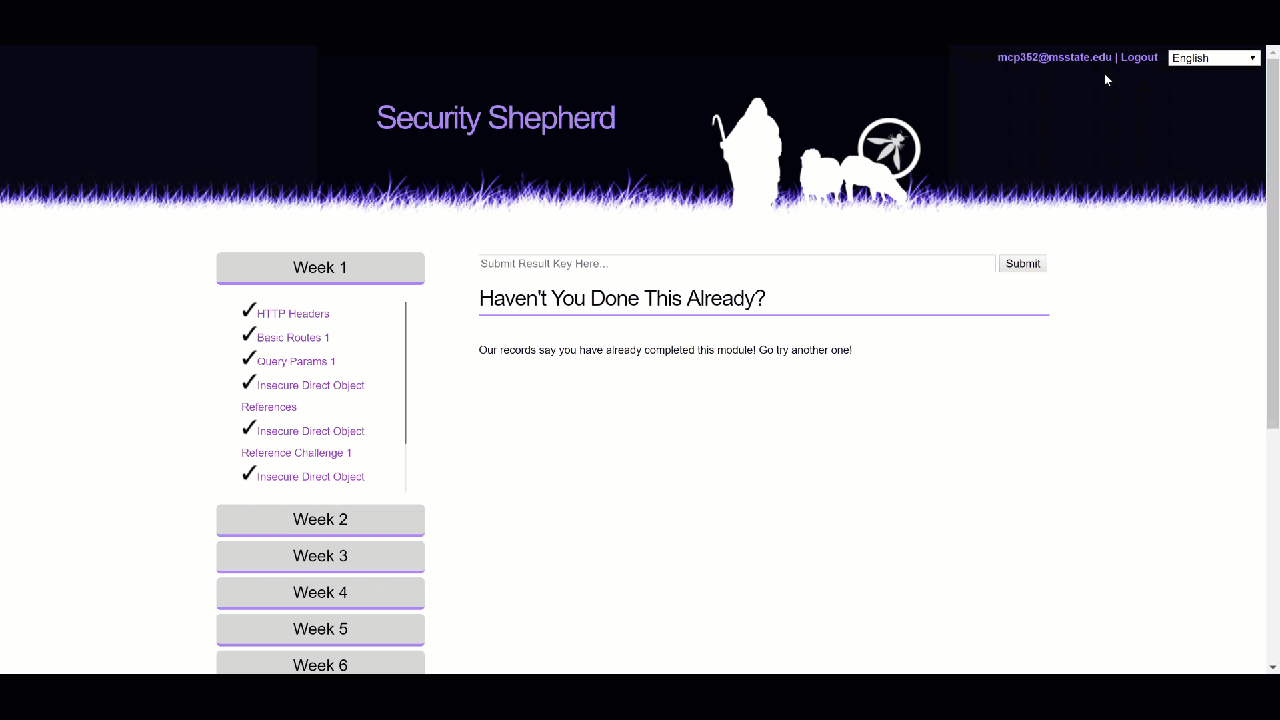 mcp352@msstate.edu | Logout
English
Security Shepherd
Week 1
Submit Result Key Here...
Submit
Haven't You Done This Already?
Our records say you have already completed this module! Go try another one!
HTTP Headers
Basic Routes 1
Query Params 1
Insecure Direct Object
References
Insecure Direct Object
Reference Challenge 1
Insecure Direct Object
Week 2
Week 3
Week 4
Week 5
Week 6